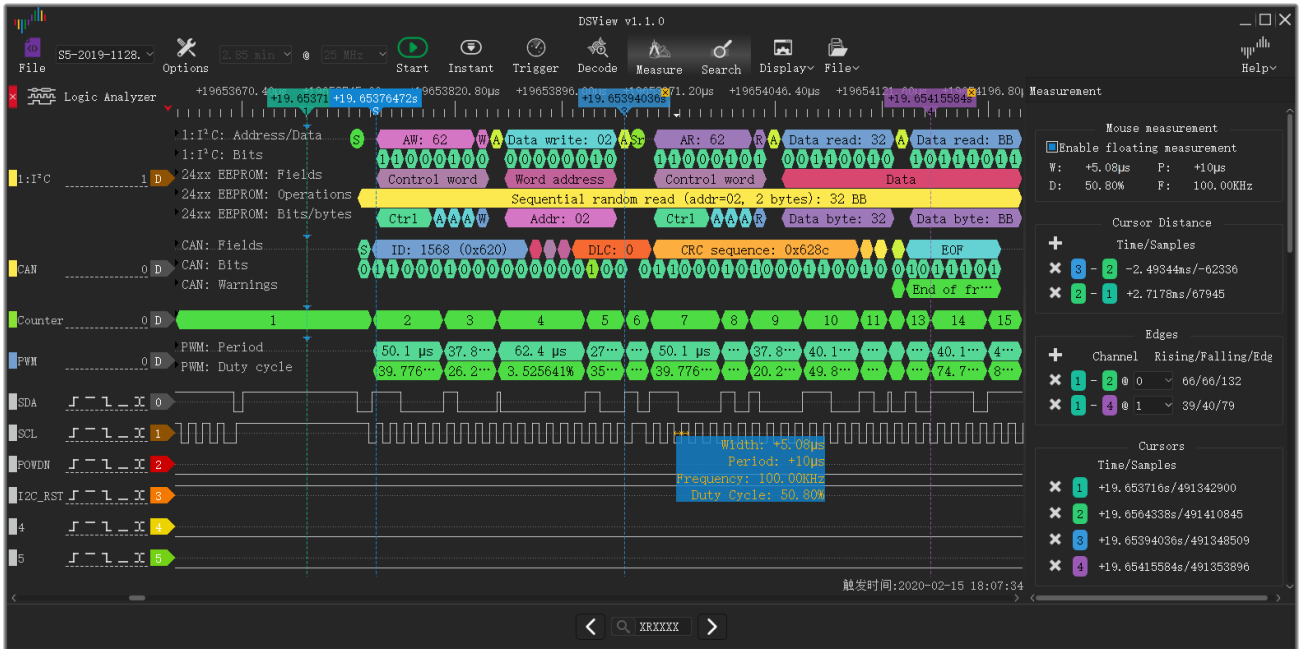 DSView v1.1.0
File S5-2019-1128. Options 2.85 min @ 25 MHz Start Instant Trigger Decode Measure Search Display File Help
Logic Analyzer
+19653670. +19653820.80μs +19653896. 71.20μs +19654046.40μs +1965412 196.80
+19.65371 +19.65376472s +19.65394036s +19.65415584s
S
1:I²C: Address/Data S AW: 62 W A Data write: 02 A Sr AR: 62 R A Data read: 32 A Data read: BB
1:I²C: Bits
1:I²C 1 D
24xx EEPROM: Fields Control word Word address Control word Data
24xx EEPROM: Operations Sequential random read (addr=02, 2 bytes): 32 BB
24xx EEPROM: Bits/bytes Ctrl A A A W Addr: 02 Ctrl A A A R Data byte: 32 Data byte: BB
CAN: Fields S ID: 1568 (0x620) DLC: 0 CRC sequence: 0x628c EOF
CAN 0 D
CAN: Bits
CAN: Warnings End of fr···
Counter 0 D 1 2 3 4 5 6 7 8 9 10 11 13 14 15
PWM: Period 50.1 μs 37.8··· 62.4 μs 27··· ··· 50.1 μs ··· 37.8··· 40.1··· ··· ··· ··· 40.1··· 4···
PWM 0 D
PWM: Duty cycle 39.776··· 26.2··· 3.525641% 35··· ··· 39.776··· ··· 20.2··· 49.8··· ··· ··· ··· 74.7··· 8···
SDA 0
SCL 1
POWDN 2
I2C_RST 3
4 4
5 5
Width: +5.08μs
Period: +10μs
Frequency: 100.00KHz
Duty Cycle: 50.80%
触发时间:2020-02-15 18:07:34
XRXXXX
Measurement
Mouse measurement
Enable floating measurement
W: +5.08μs P: +10μs
D: 50.80% F: 100.00KHz
Cursor Distance
Time/Samples
3 - 2 -2.49344ms/-62336
2 - 1 +2.7178ms/67945
Edges
Channel Rising/Falling/Edg
1 - 2 @ 0 66/66/132
1 - 4 @ 1 39/40/79
Cursors
Time/Samples
1 +19.653716s/491342900
2 +19.6564338s/491410845
3 +19.65394036s/491348509
4 +19.65415584s/491353896